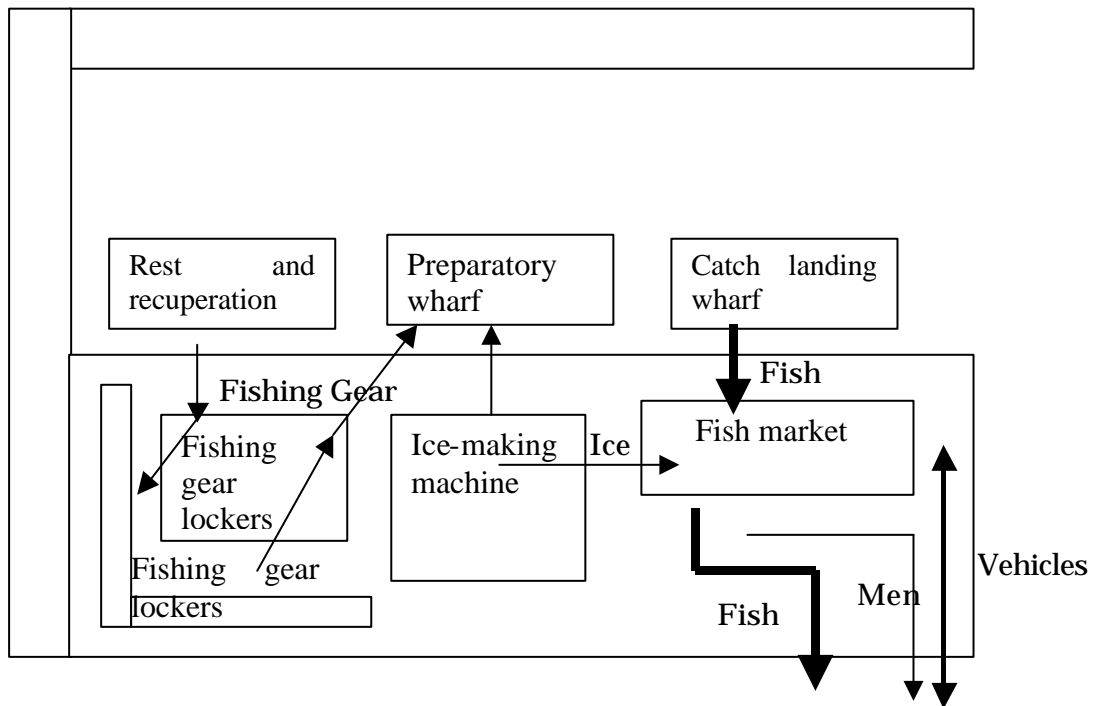 Rest and
recuperation
Preparatory
wharf
Catch landing
wharf
Fish
Fishing Gear
Fishing
gear
lockers
Ice-making
machine
Ice
Fish market
Fishing gear
lockers
Vehicles
Men
Fish